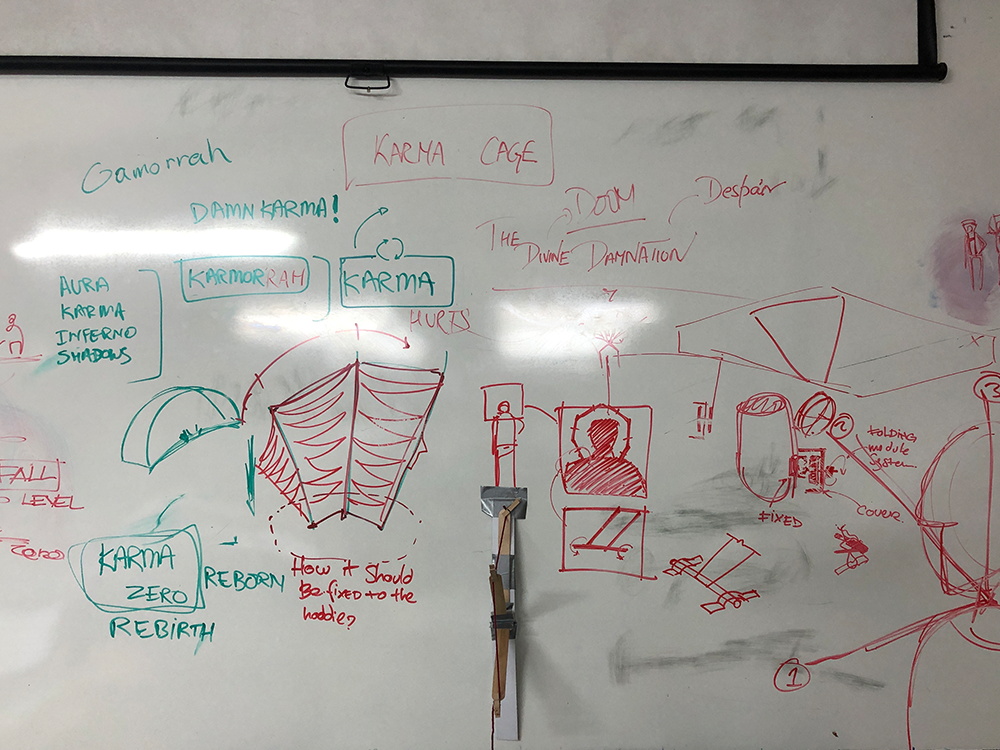 KARMA CAGE
Gamorrah
DAMN KARMA!
DOOM
Despair
THE DIVINE DAMNATION
AURA
KARMA
INFERNO
SHADOWS
KARMORRAH
KARMA
HURTS
FALL
LEVEL
ZERO
KARMA
ZERO
REBORN
REBIRTH
How it should
Be fixed to the
hoddie?
FIXED
COVER
FOLDING
module
System
1
3